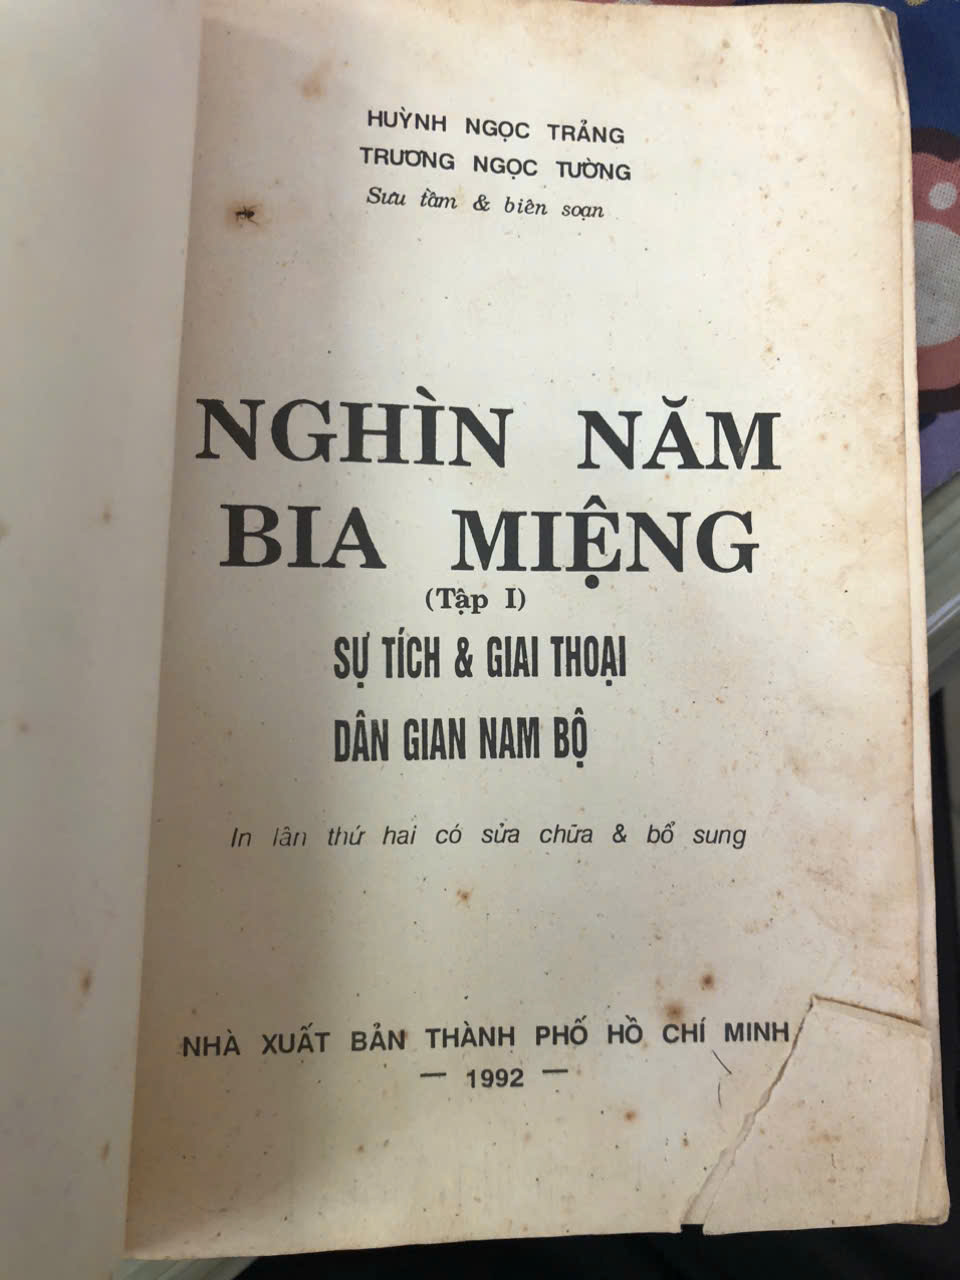 HUỲNH NGỌC TRẢNG
TRƯƠNG NGỌC TƯỜNG
Sưu tầm & biên soạn
NGHÌN NĂM
BIA MIỆNG
(Tập I)
SỰ TÍCH & GIAI THOẠI
DÂN GIAN NAM BỘ
In lần thứ hai có sửa chữa & bổ sung
NHÀ XUẤT BẢN THÀNH PHỐ HỒ CHÍ MINH
— 1992 —